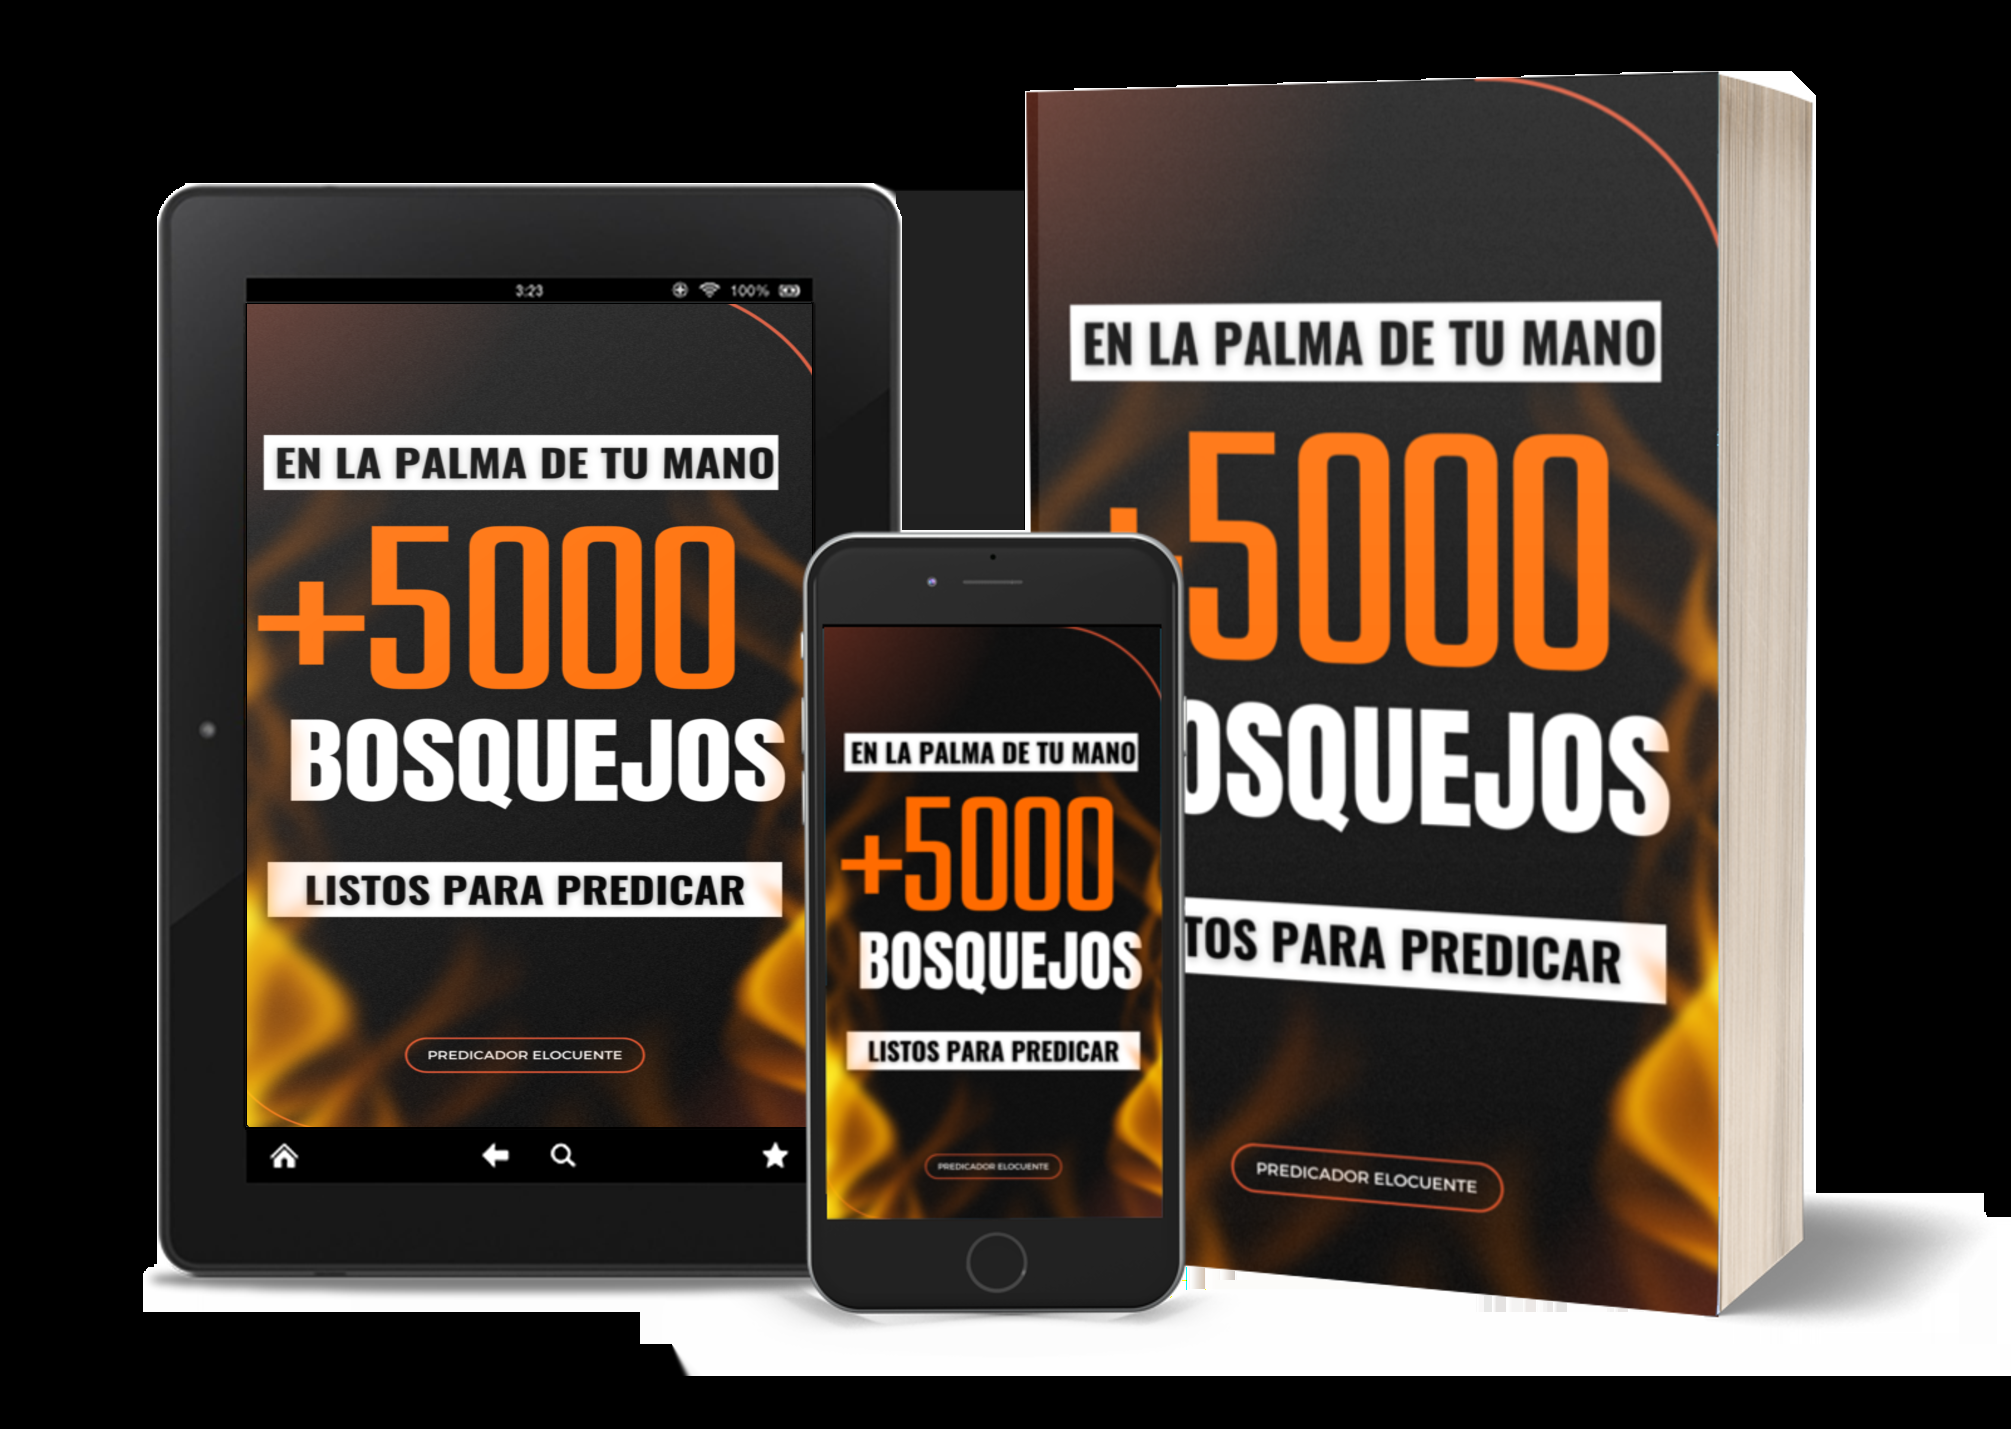 3:23 100%
EN LA PALMA DE TU MANO
+5000
BOSQUEJOS
LISTOS PARA PREDICAR
PREDICADOR ELOCUENTE
EN LA PALMA DE TU MANO
+5000
BOSQUEJOS
LISTOS PARA PREDICAR
PREDICADOR ELOCUENTE
EN LA PALMA DE TU MANO
+5000
OSQUEJOS
TOS PARA PREDICAR
PREDICADOR ELOCUENTE